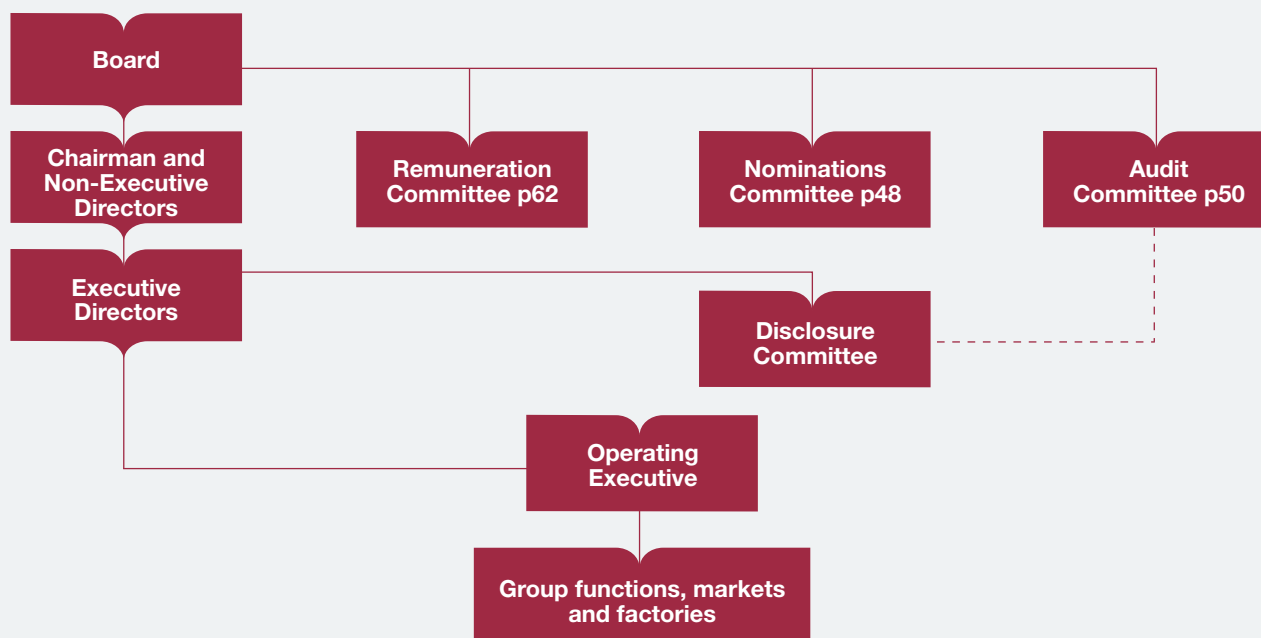 Board
Chairman and
Non-Executive
Directors
Remuneration
Committee p62
Nominations
Committee p48
Audit
Committee p50
Executive
Directors
Disclosure
Committee
Operating
Executive
Group functions, markets
and factories